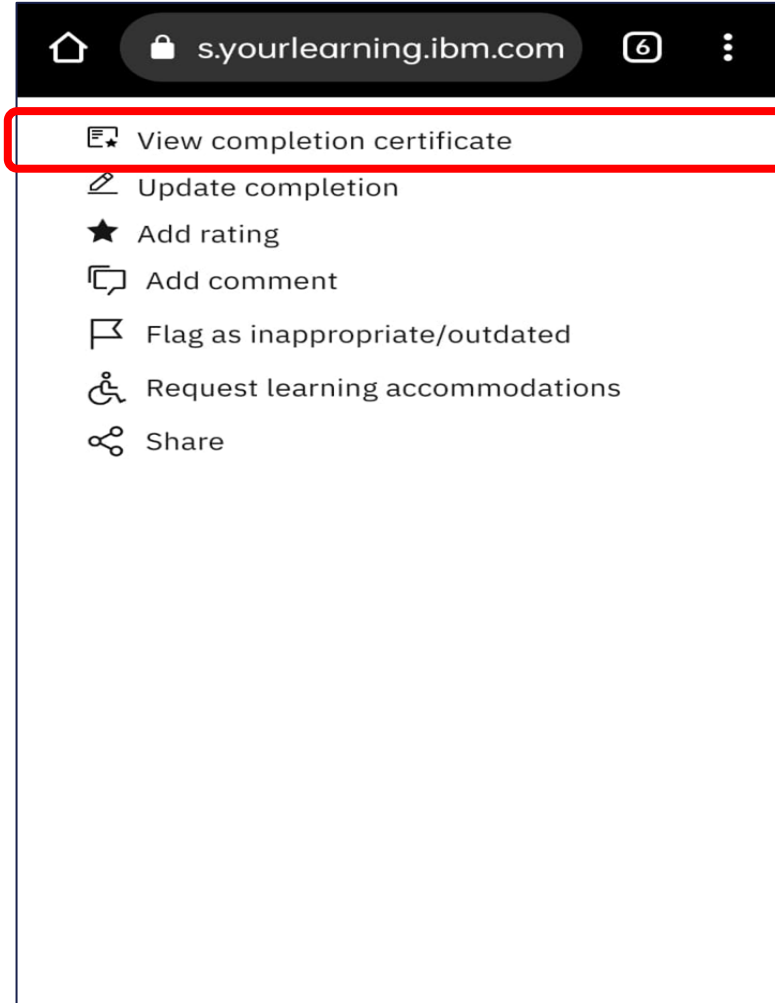 s.yourlearning.ibm.com 6
View completion certificate
Update completion
Add rating
Add comment
Flag as inappropriate/outdated
Request learning accommodations
Share